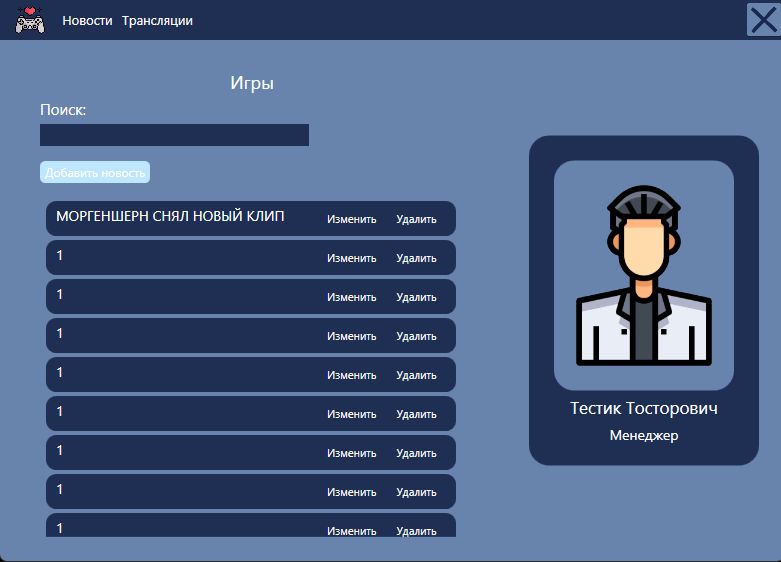 Новости Трансляции
Игры
Поиск:
Добавить новость
МОРГЕНШЕРН СНЯЛ НОВЫЙ КЛИП Изменить Удалить
1 Изменить Удалить
1 Изменить Удалить
1 Изменить Удалить
1 Изменить Удалить
1 Изменить Удалить
1 Изменить Удалить
1 Изменить Удалить
1 Изменить Удалить
Тестик Тосторович
Менеджер